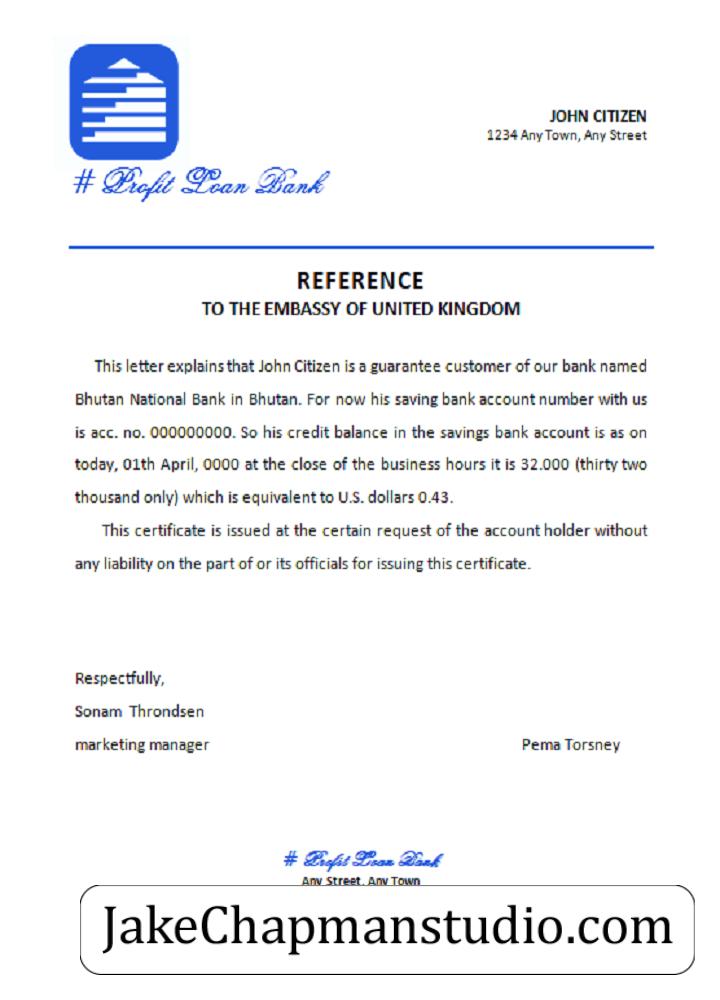 JOHN CITIZEN
1234 Any Town, Any Street
# Profit Loan Bank
REFERENCE
TO THE EMBASSY OF UNITED KINGDOM
This letter explains that John Citizen is a guarantee customer of our bank named
Bhutan National Bank in Bhutan. For now his saving bank account number with us
is acc. no. 000000000. So his credit balance in the savings bank account is as on
today, 01th April, 0000 at the close of the business hours it is 32.000 (thirty two
thousand only) which is equivalent to U.S. dollars 0.43.
This certificate is issued at the certain request of the account holder without
any liability on the part of or its officials for issuing this certificate.
Respectfully,
Sonam Throndsen
marketing manager Pema Torsney
# Profit Loan Bank
Any Street, Any Town
JakeChapmanstudio.com